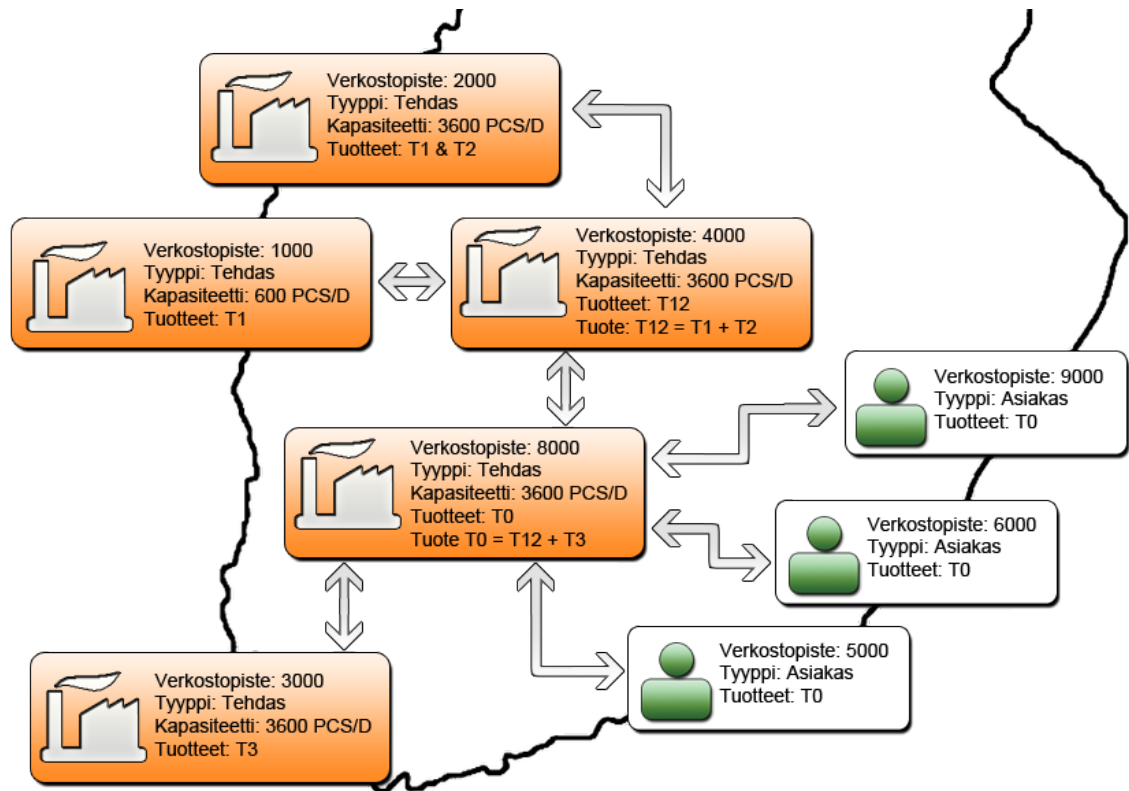 Verkostopiste: 2000
Tyyppi: Tehdas
Kapasiteetti: 3600 PCS/D
Tuotteet: T1 & T2
Verkostopiste: 1000
Tyyppi: Tehdas
Kapasiteetti: 600 PCS/D
Tuotteet: T1
Verkostopiste: 4000
Tyyppi: Tehdas
Kapasiteetti: 3600 PCS/D
Tuotteet: T12
Tuote: T12 = T1 + T2
Verkostopiste: 9000
Tyyppi: Asiakas
Tuotteet: T0
Verkostopiste: 8000
Tyyppi: Tehdas
Kapasiteetti: 3600 PCS/D
Tuotteet: T0
Tuote T0 = T12 + T3
Verkostopiste: 6000
Tyyppi: Asiakas
Tuotteet: T0
Verkostopiste: 5000
Tyyppi: Asiakas
Tuotteet: T0
Verkostopiste: 3000
Tyyppi: Tehdas
Kapasiteetti: 3600 PCS/D
Tuotteet: T3